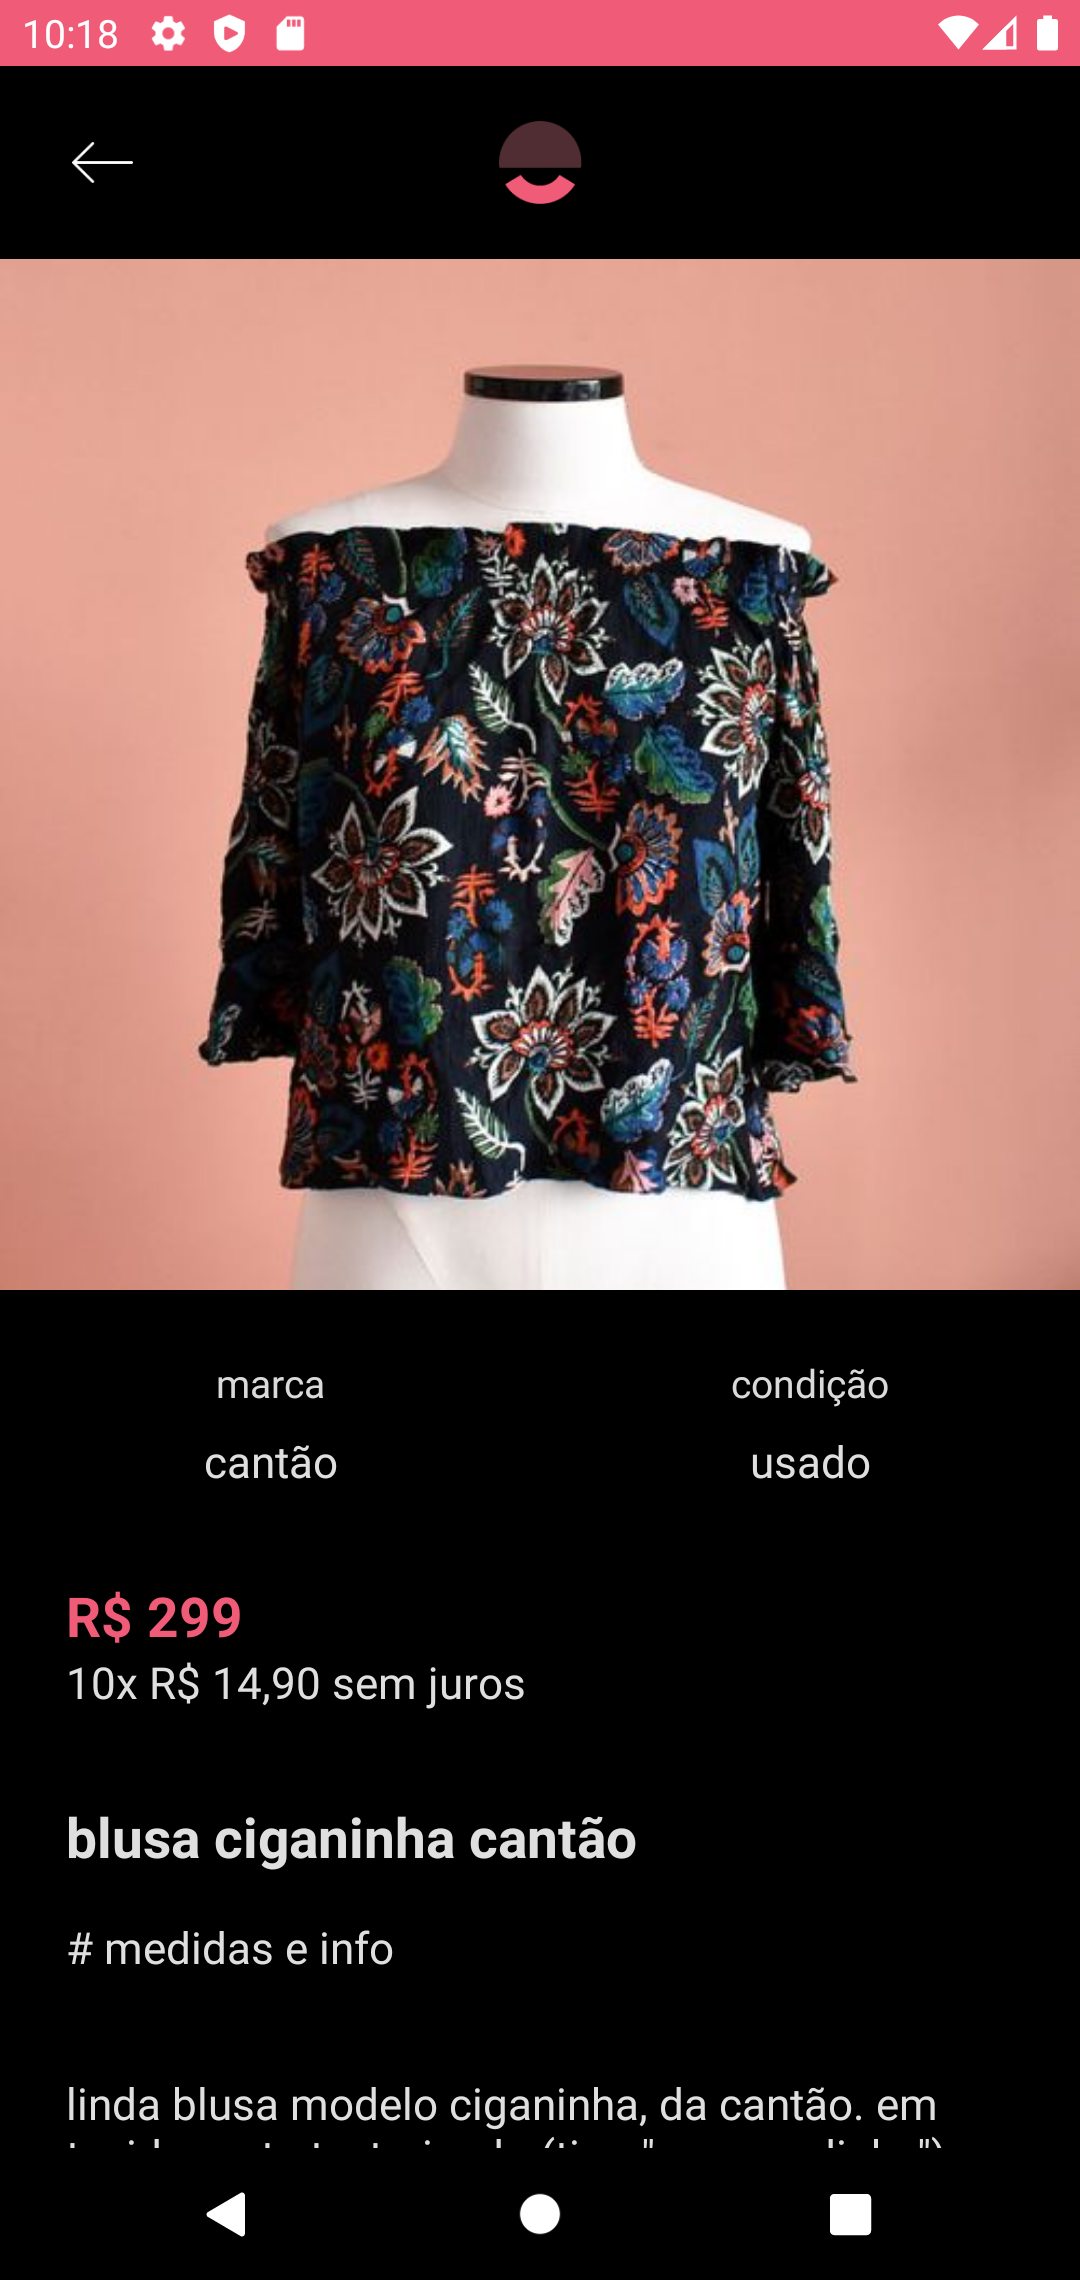 10:18
marca
condição
cantão
usado
R$ 299
10x R$ 14,90 sem juros
blusa ciganinha cantão
# medidas e info
linda blusa modelo ciganinha, da cantão. em